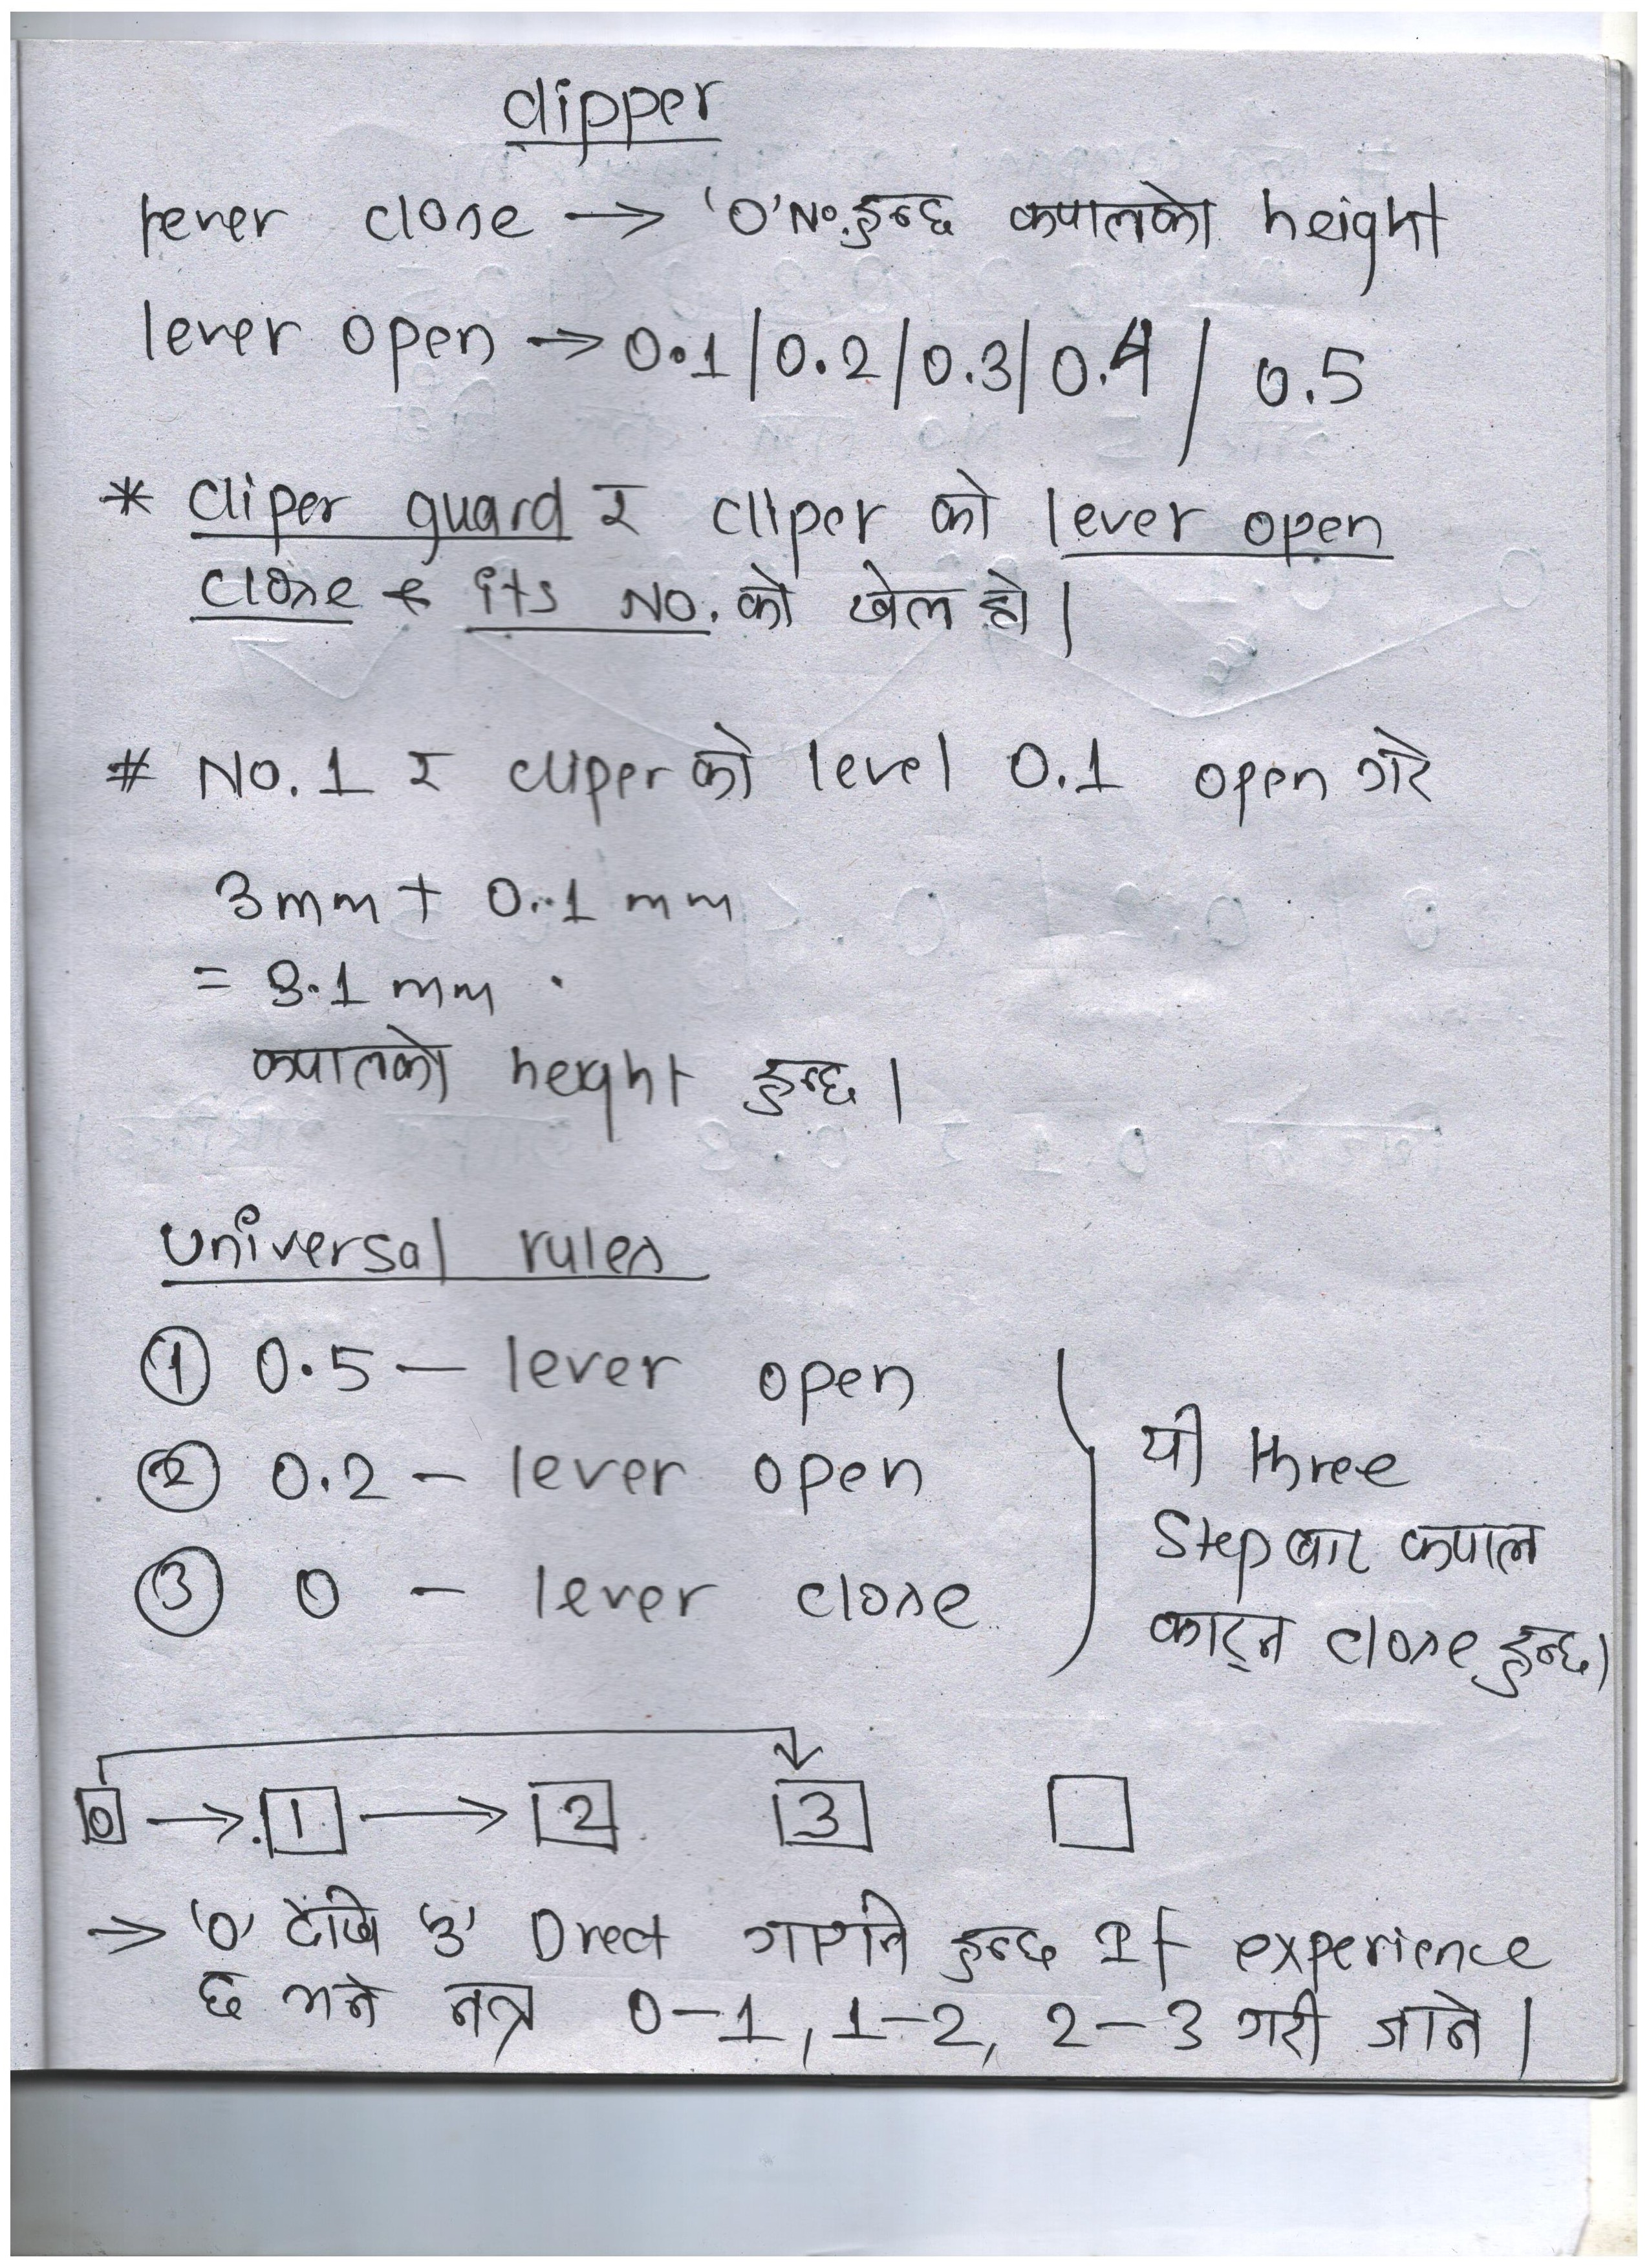 clipper
lever close → '0' No. हुन्छ कपालको height
lever open → 0.1 / 0.2 / 0.3 / 0.4 / 0.5
* cliper guard र cliper को lever open
close & its No. को खेल हो।
# No. 1 र cliper को level 0.1 open गरे
3mm + 0.1 mm
= 3.1 mm
कपालको height हुन्छ।
universal rules
① 0.5 – lever open
② 0.2 – lever open
③ 0 – lever close
यी three
step बाट कपाल
काट्न close हुन्छ।
0 → 1 → 2 3
→ '0' देखि '3' Direct गए नि हुन्छ If experience
छ भने नत्र 0–1, 1–2, 2–3 गरी जाने।